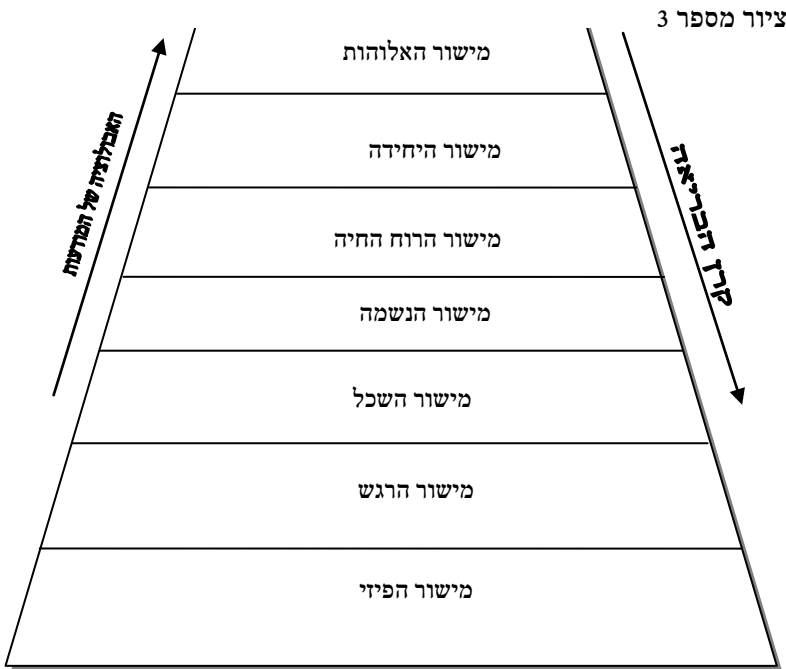 ציור מספר 3
מישור האלוהות
מישור היחידה
מישור הרוח החיה
מישור הנשמה
מישור השכל
מישור הרגש
מישור הפיזי
קרן הבריאה
האבולוציה של המודעות